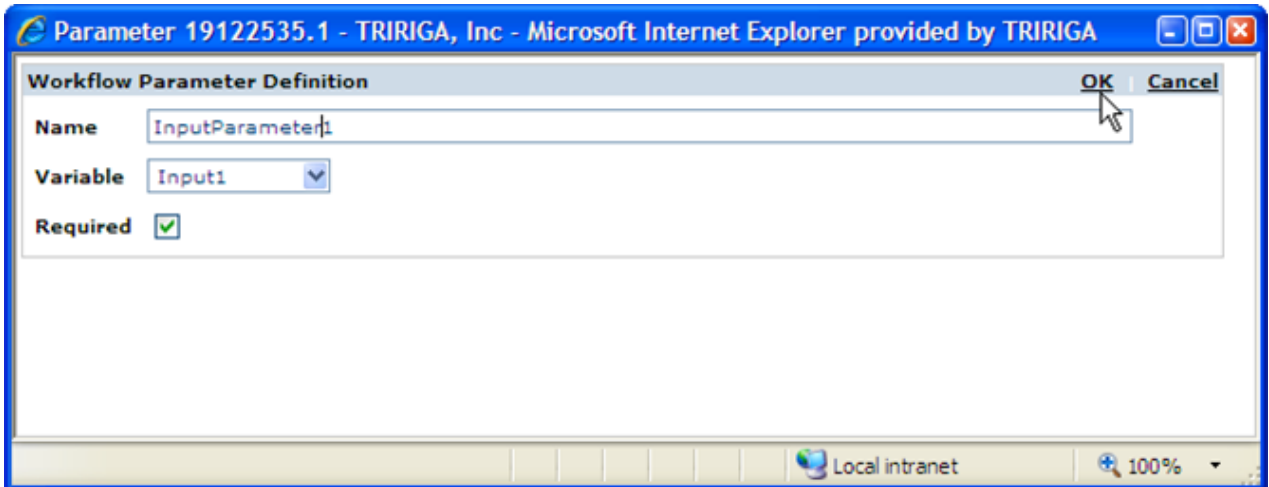 Parameter 19122535.1 - TRIRIGA, Inc - Microsoft Internet Explorer provided by TRIRIGA
Workflow Parameter Definition OK Cancel
Name InputParameter1
Variable Input1
Required
Local intranet 100%